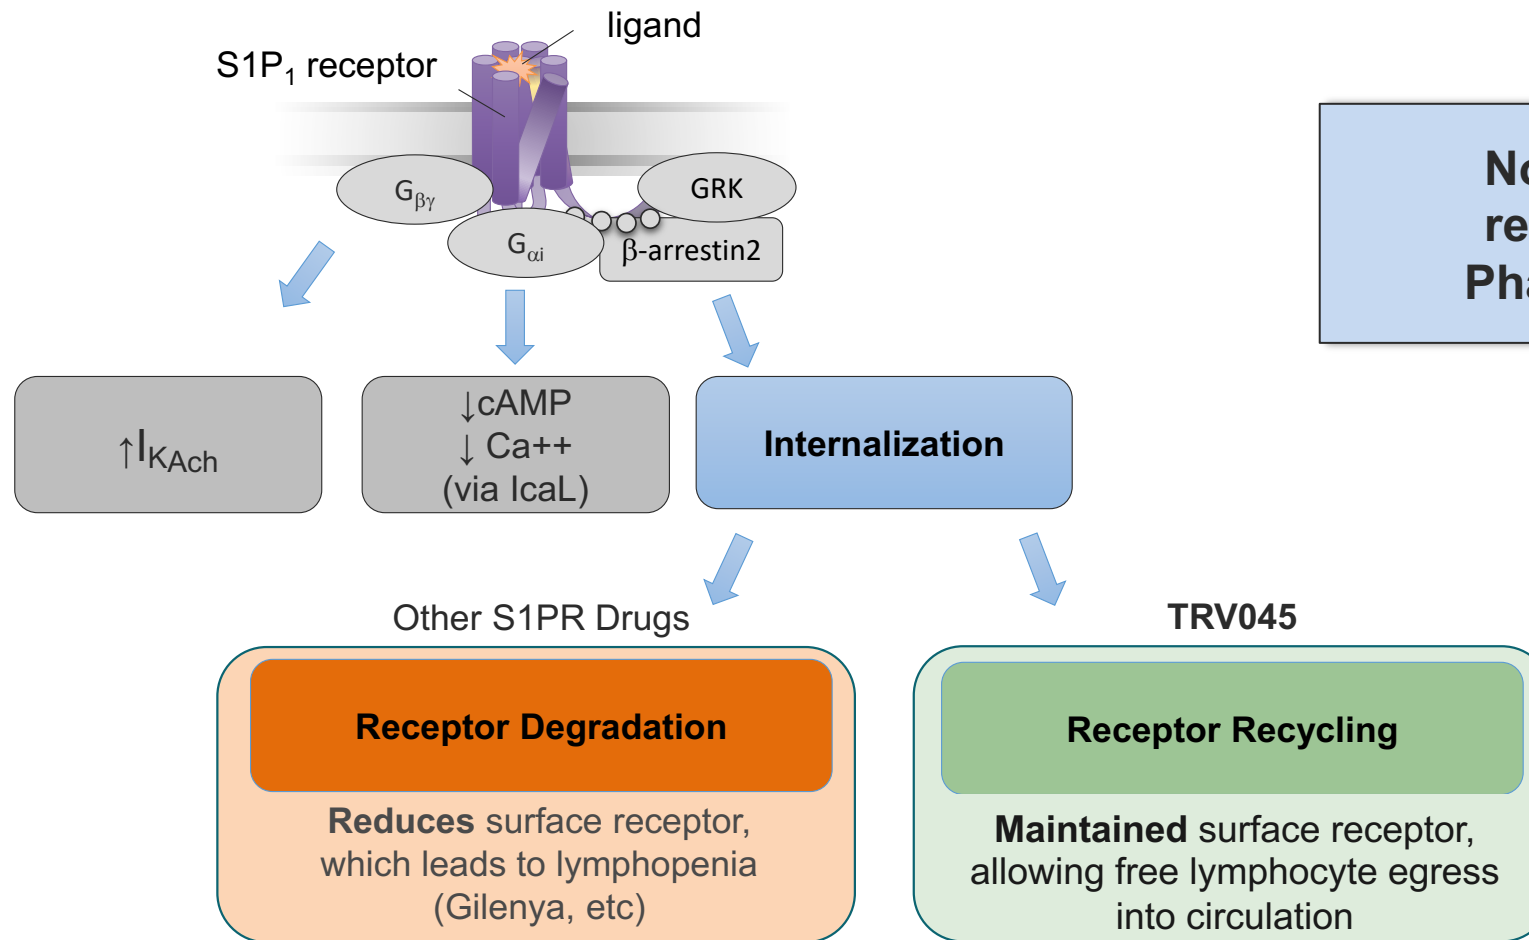 ligand
S1P₁ receptor
Gβγ
GRK
Gαi
β-arrestin2
↑IKAch
↓cAMP
↓ Ca++
(via IcaL)
Internalization
Other S1PR Drugs
Receptor Degradation
Reduces surface receptor,
which leads to lymphopenia
(Gilenya, etc)
TRV045
Receptor Recycling
Maintained surface receptor,
allowing free lymphocyte egress
into circulation